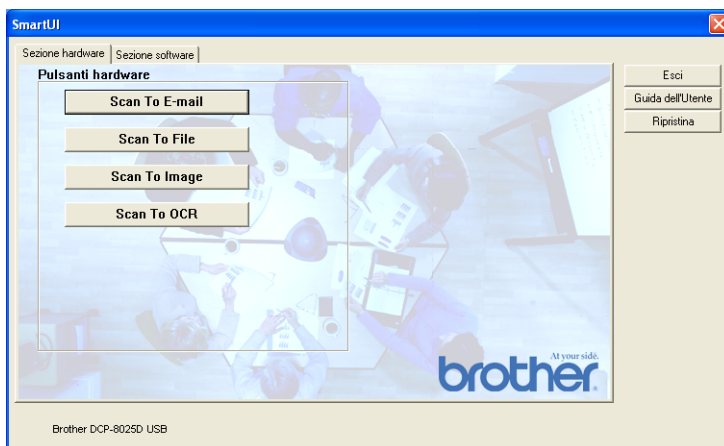 SmartUI
Sezione hardware Sezione software
Pulsanti hardware
Scan To E-mail
Scan To File
Scan To Image
Scan To OCR
Esci
Guida dell'Utente
Ripristina
At your side.
brother
Brother DCP-8025D USB